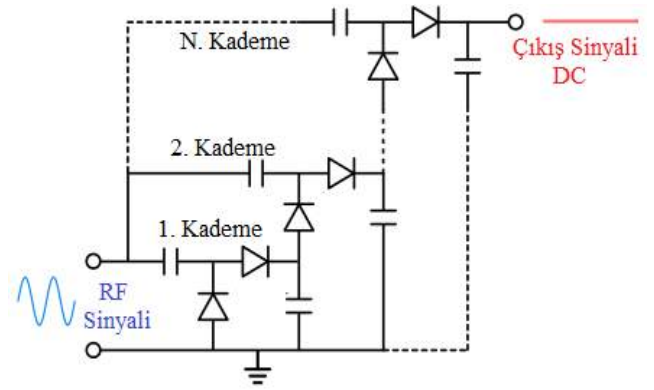 N. Kademe
Çıkış Sinyali
DC
2. Kademe
1. Kademe
RF
Sinyali